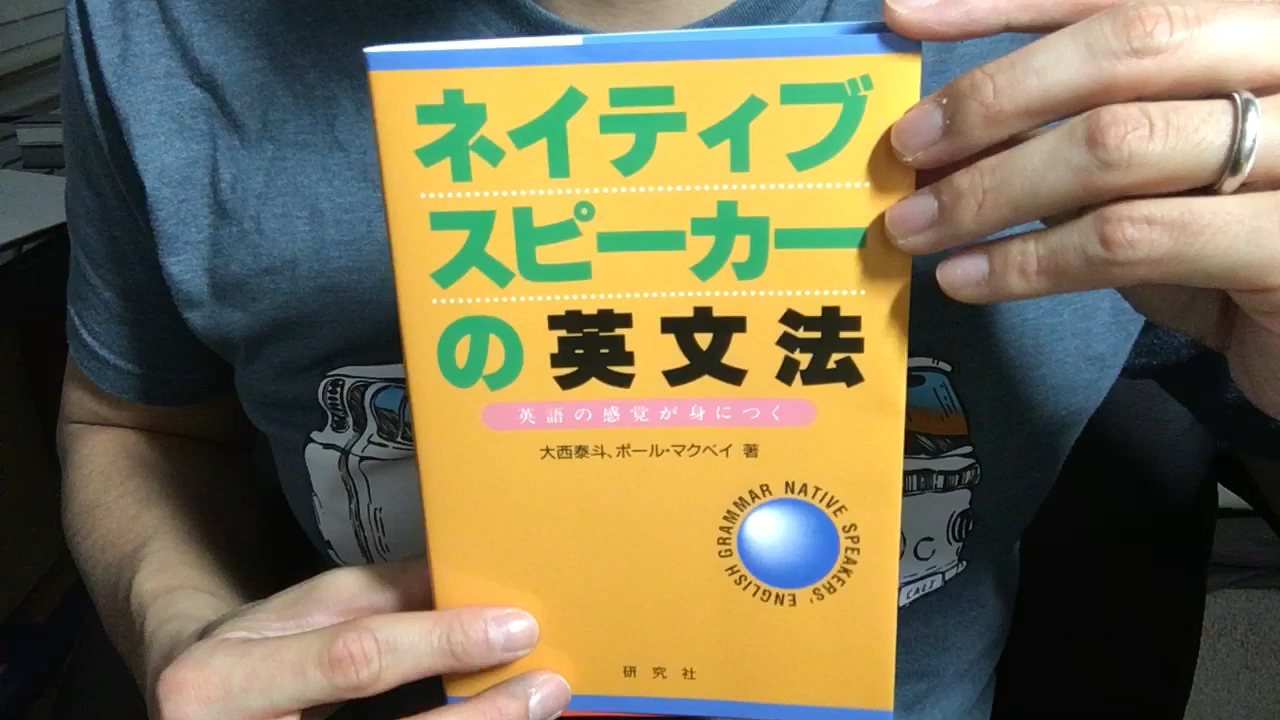 ネイティブ
スピーカー
の英文法
英語の感覚が身につく
大西泰斗、ポール・マクベイ 著
NATIVE SPEAKERS' ENGLISH GRAMMAR
研究社